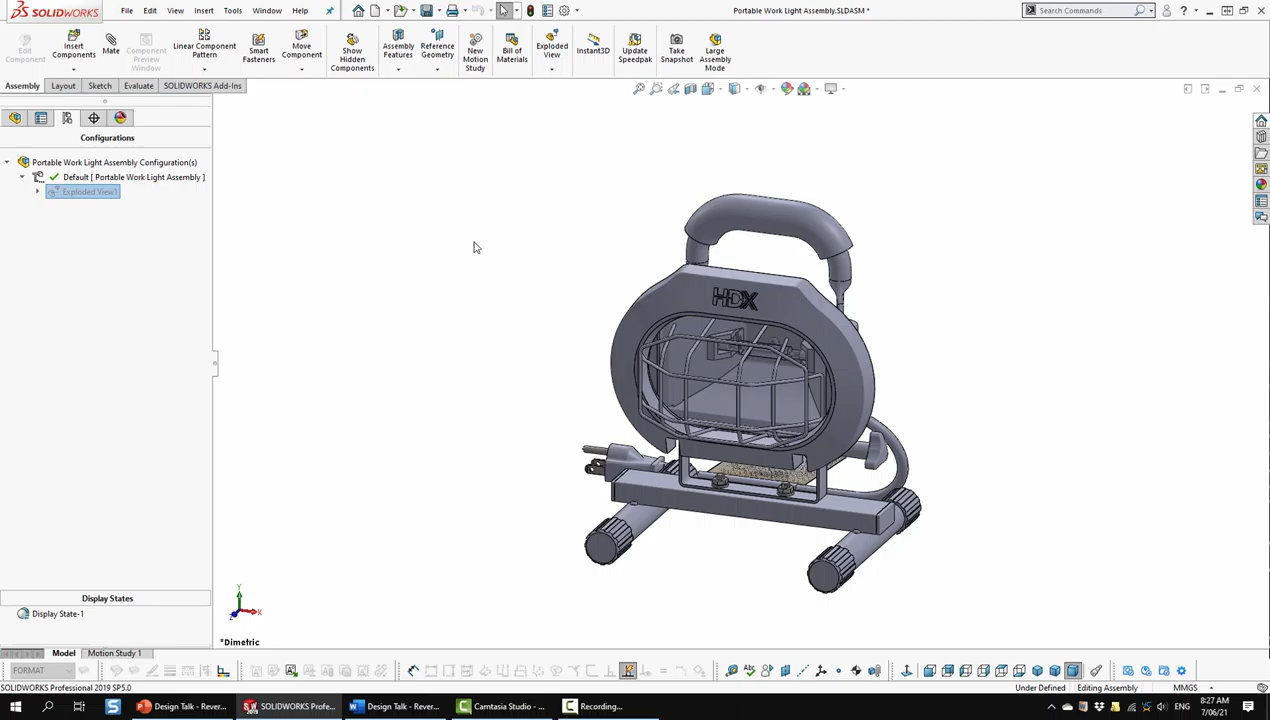 SOLIDWORKS File Edit View Insert Tools Window Help Portable Work Light Assembly.SLDASM * Search Commands
Edit Component
Insert Components
Mate
Component Preview Window
Linear Component Pattern
Smart Fasteners
Move Component
Show Hidden Components
Assembly Features
Reference Geometry
New Motion Study
Bill of Materials
Exploded View
Instant3D
Update Speedpak
Take Snapshot
Large Assembly Mode
Assembly Layout Sketch Evaluate SOLIDWORKS Add-Ins
Configurations
Portable Work Light Assembly Configuration(s)
Default [ Portable Work Light Assembly ]
Exploded View1
HDX
Display States
Display State-1
Y
X
Z
*Dimetric
Model Motion Study 1
FORMAT
SOLIDWORKS Professional 2019 SP5.0 Under Defined Editing Assembly MMGS
Design Talk - Rever... SOLIDWORKS Profe... Design Talk - Rever... Camtasia Studio - ... Recording... ENG 8:27 AM
7/06/21